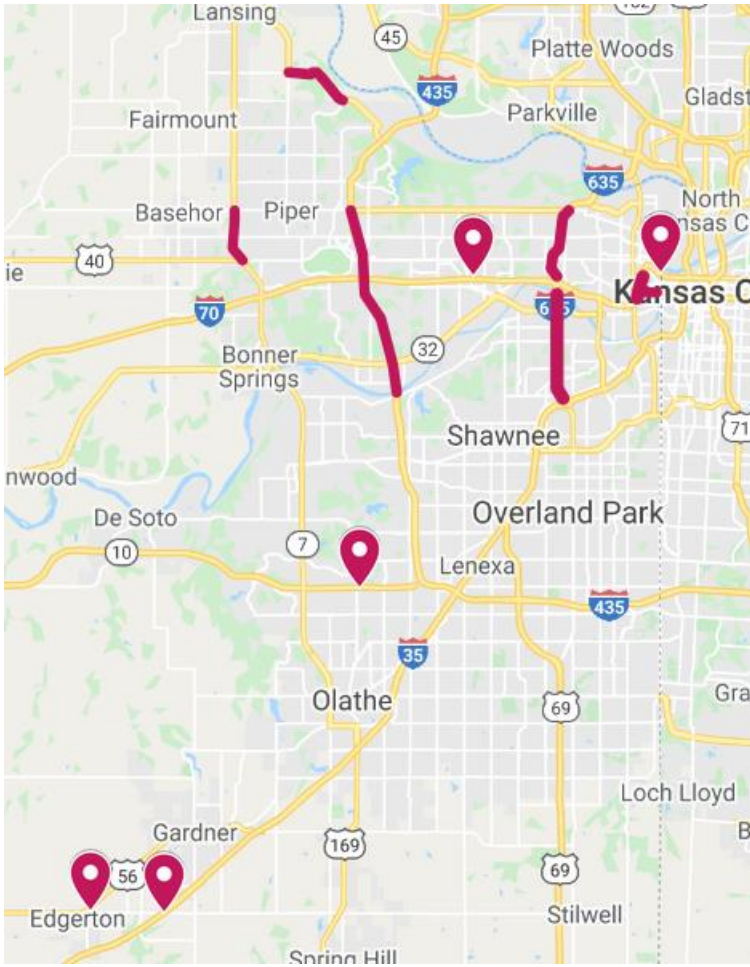 Lansing
45
Platte Woods
435
Parkville
Gladst
Fairmount
635
North
nsas C
Basehor
Piper
40
ie
Kansas C
70
32
Bonner
Springs
71
Shawnee
nwood
De Soto
Overland Park
7
10
Lenexa
435
35
Olathe
69
Gra
Loch Lloyd
Gardner
169
B
56
69
Edgerton
Stilwell
Spring Hill